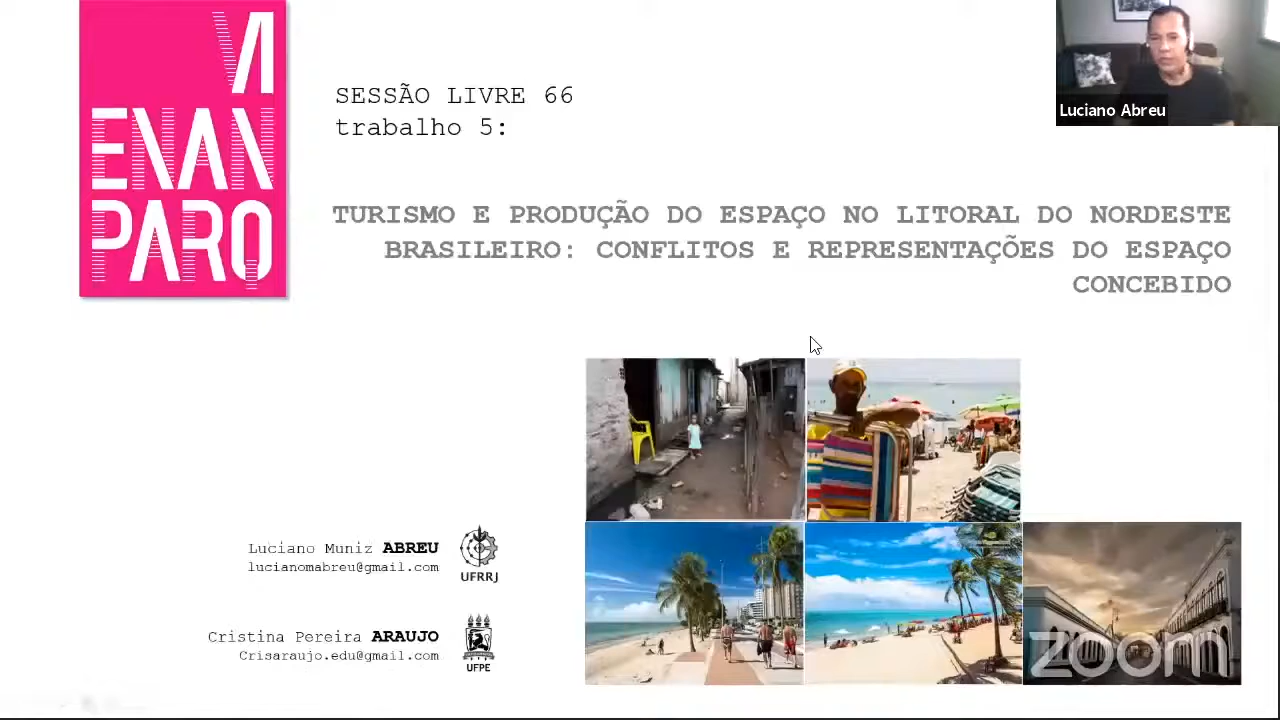 VI
ENAN
PARQ
SESSÃO LIVRE 66
trabalho 5:
Luciano Abreu
TURISMO E PRODUÇÃO DO ESPAÇO NO LITORAL DO NORDESTE
BRASILEIRO: CONFLITOS E REPRESENTAÇÕES DO ESPAÇO
CONCEBIDO
Luciano Muniz ABREU
lucianomabreu@gmail.com
UFRRJ
Cristina Pereira ARAUJO
Crisaraujo.edu@gmail.com
UFPE
zoom